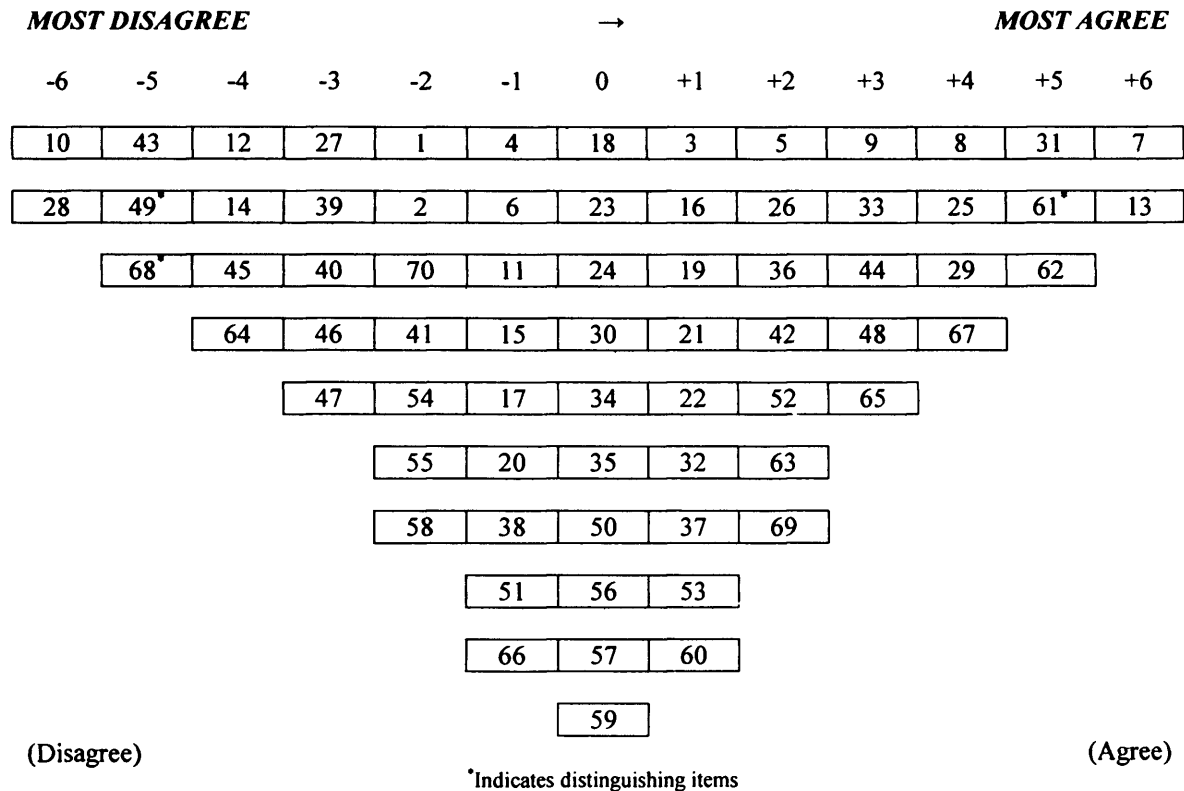 MOST DISAGREE → MOST AGREE
-6 -5 -4 -3 -2 -1 0 +1 +2 +3 +4 +5 +6
10 43 12 27 1 4 18 3 5 9 8 31 7
28 49* 14 39 2 6 23 16 26 33 25 61* 13
68* 45 40 70 11 24 19 36 44 29 62
64 46 41 15 30 21 42 48 67
47 54 17 34 22 52 65
55 20 35 32 63
58 38 50 37 69
51 56 53
66 57 60
59
(Disagree) (Agree)
*Indicates distinguishing items